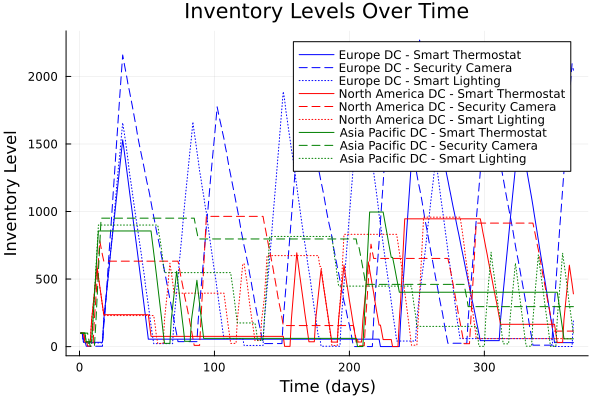 Inventory Levels Over Time
Inventory Level
2000
1500
1000
500
0
Europe DC - Smart Thermostat
Europe DC - Security Camera
Europe DC - Smart Lighting
North America DC - Smart Thermostat
North America DC - Security Camera
North America DC - Smart Lighting
Asia Pacific DC - Smart Thermostat
Asia Pacific DC - Security Camera
Asia Pacific DC - Smart Lighting
0 100 200 300
Time (days)